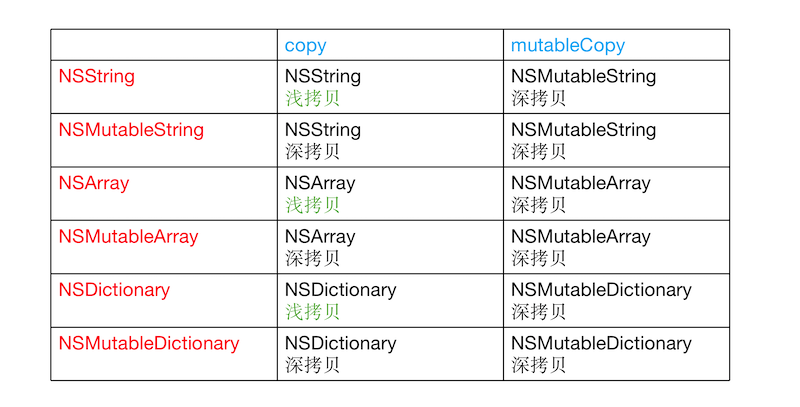 copy mutableCopy
NSString NSString NSMutableString
浅拷贝 深拷贝
NSMutableString NSString NSMutableString
深拷贝 深拷贝
NSArray NSArray NSMutableArray
浅拷贝 深拷贝
NSMutableArray NSArray NSMutableArray
深拷贝 深拷贝
NSDictionary NSDictionary NSMutableDictionary
浅拷贝 深拷贝
NSMutableDictionary NSDictionary NSMutableDictionary
深拷贝 深拷贝